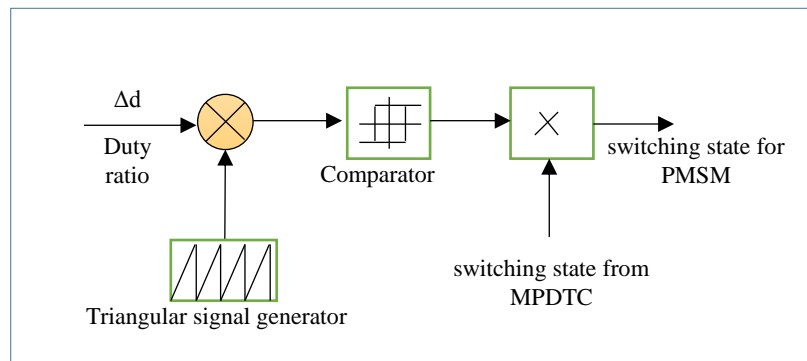 Δd
Duty
ratio
Comparator
switching state for
PMSM
Triangular signal generator
switching state from
MPDTC